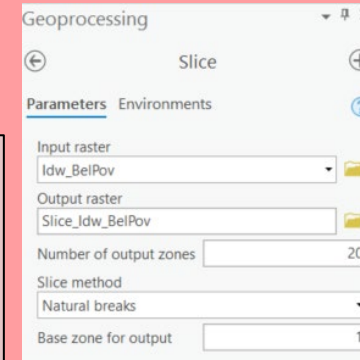 Geoprocessing
Slice
Parameters Environments
Input raster
Idw_BelPov
Output raster
Slice_Idw_BelPov
Number of output zones 20
Slice method
Natural breaks
Base zone for output 1